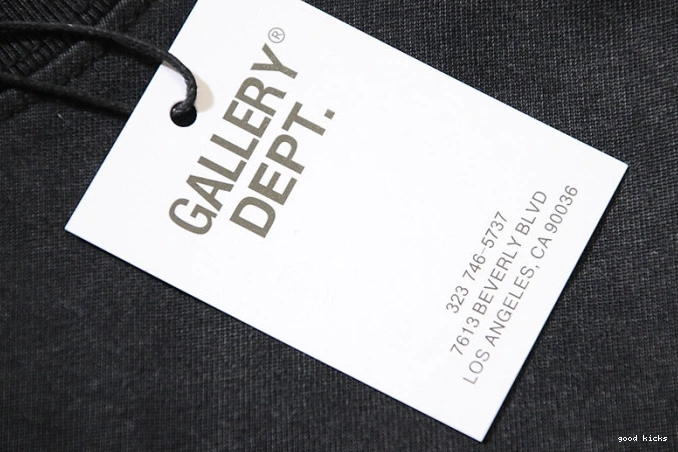 GALLERY®
DEPT.
323 746-5737
7613 BEVERLY BLVD
LOS ANGELES, CA 90036
good kicks